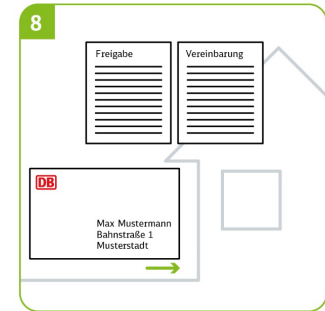 8
Freigabe
Vereinbarung
DB
Max Mustermann
Bahnstraße 1
Musterstadt